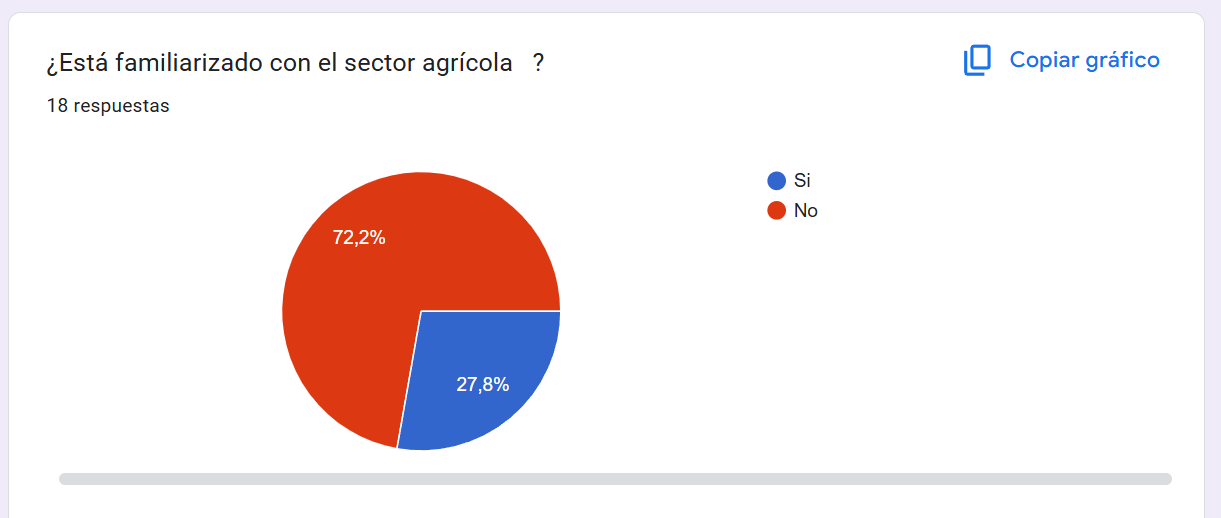 ¿Está familiarizado con el sector agrícola ?
Copiar gráfico
18 respuestas
Si
No
72,2%
27,8%